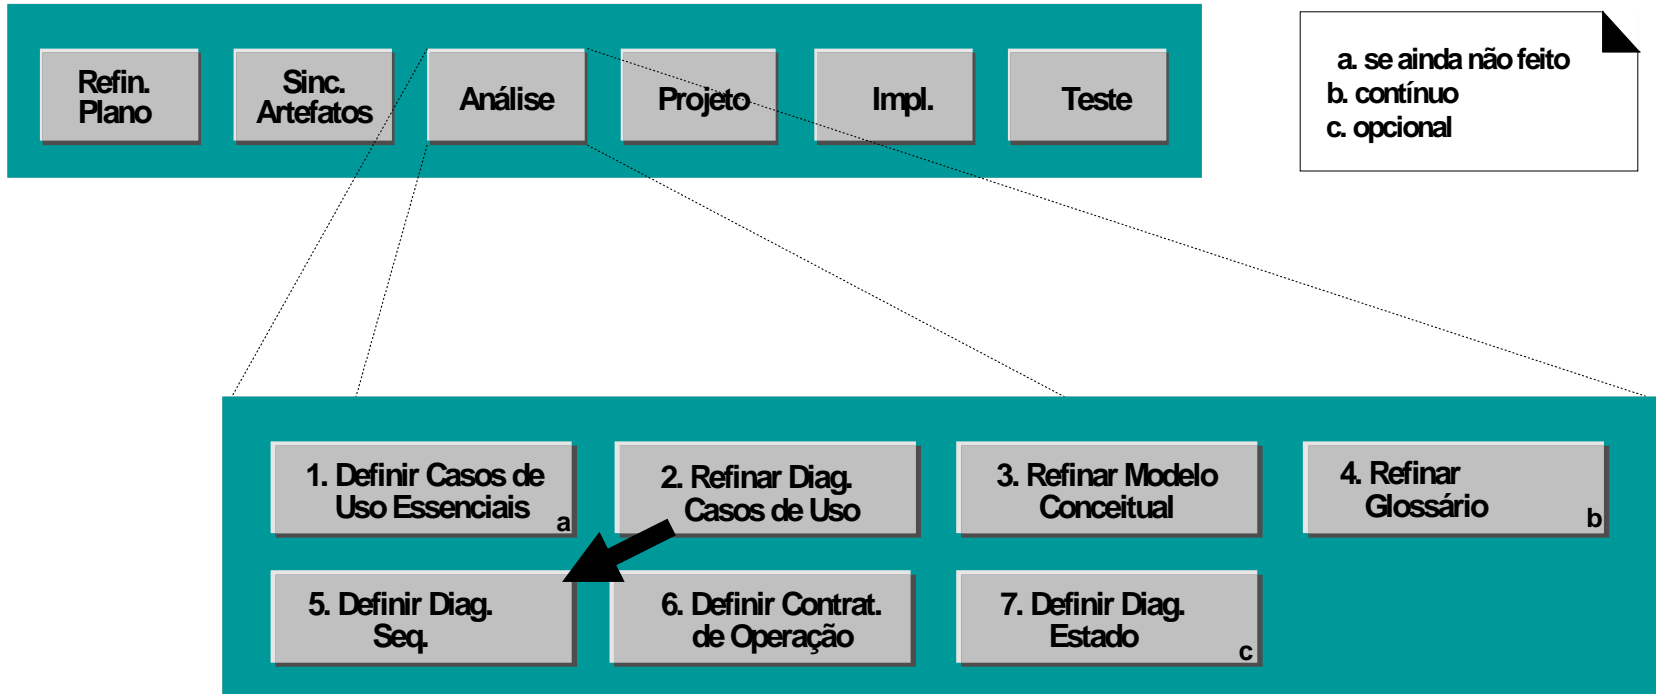 Refin.
Plano
Sinc.
Artefatos
Análise
Projeto
Impl.
Teste
a. se ainda não feito
b. contínuo
c. opcional
1. Definir Casos de
Uso Essenciais
a
2. Refinar Diag.
Casos de Uso
3. Refinar Modelo
Conceitual
4. Refinar
Glossário
b
5. Definir Diag.
Seq.
6. Definir Contrat.
de Operação
7. Definir Diag.
Estado
c